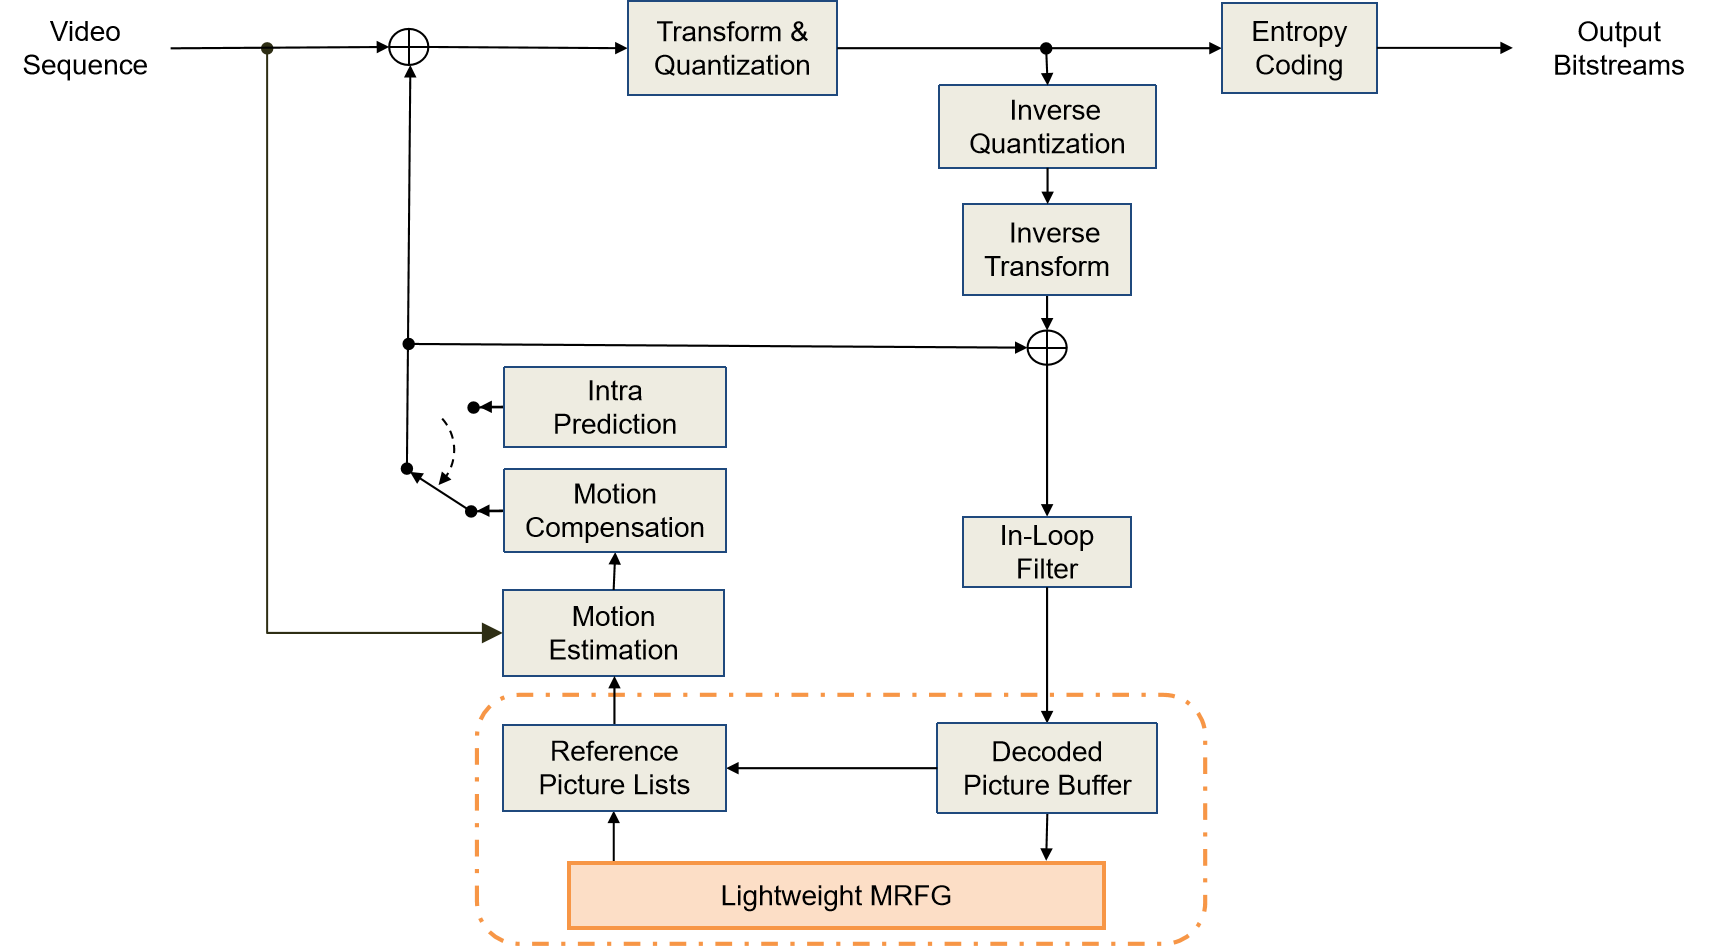 Video
Sequence
Transform &
Quantization
Entropy
Coding
Output
Bitstreams
Inverse
Quantization
Inverse
Transform
Intra
Prediction
Motion
Compensation
In-Loop
Filter
Motion
Estimation
Reference
Picture Lists
Decoded
Picture Buffer
Lightweight MRFG